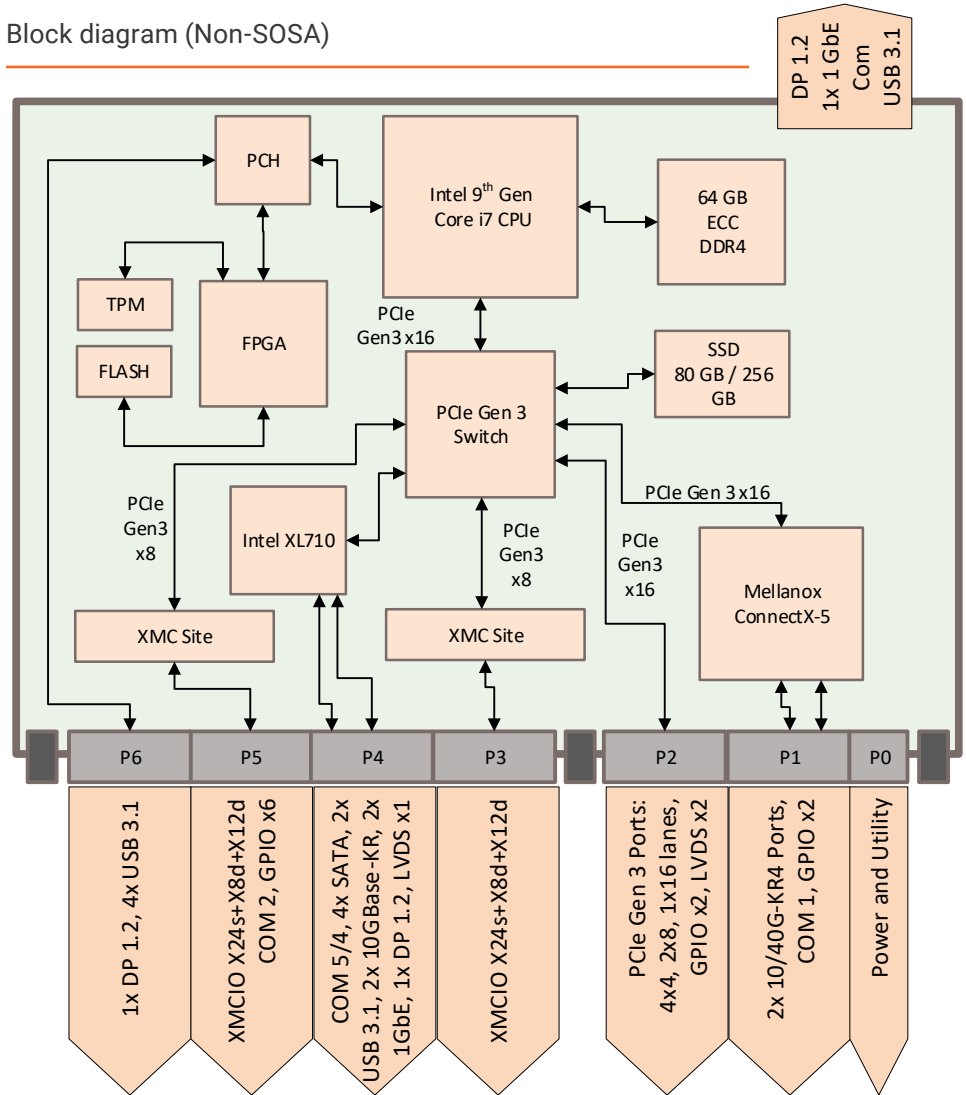 Block diagram (Non-SOSA)
DP 1.2
1x 1 GbE
Com
USB 3.1
PCH
Intel 9th Gen
Core i7 CPU
64 GB
ECC
DDR4
TPM
FLASH
FPGA
PCIe
Gen3 x16
SSD
80 GB / 256
GB
PCIe Gen 3
Switch
PCIe
Gen3
x8
Intel XL710
PCIe
Gen3
x8
PCIe
Gen3
x16
PCIe Gen 3 x16
Mellanox
ConnectX-5
XMC Site
XMC Site
P6
P5
P4
P3
P2
P1
P0
1x DP 1.2, 4x USB 3.1
XMCIO X24s+X8d+X12d
COM 2, GPIO x6
COM 5/4, 4x SATA, 2x
USB 3.1, 2x 10GBase-KR, 2x
1GbE, 1x DP 1.2, LVDS x1
XMCIO X24s+X8d+X12d
PCIe Gen 3 Ports:
4x4, 2x8, 1x16 lanes,
GPIO x2, LVDS x2
2x 10/40G-KR4 Ports,
COM 1, GPIO x2
Power and Utility